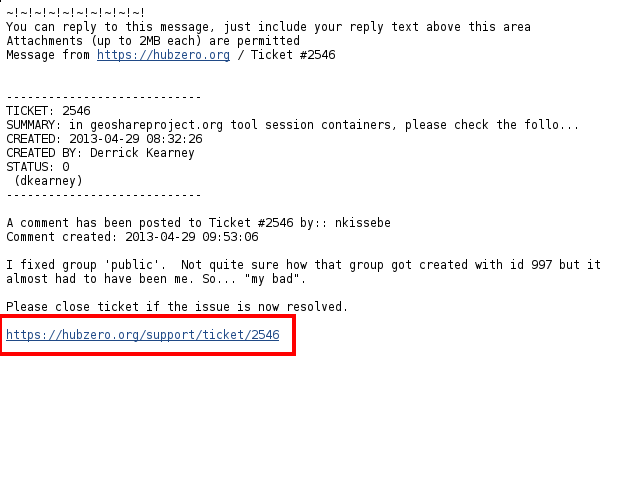 ~!~!~!~!~!~!~!~!~!~!
You can reply to this message, just include your reply text above this area
Attachments (up to 2MB each) are permitted
Message from https://hubzero.org / Ticket #2546
----------------------------
TICKET: 2546
SUMMARY: in geoshareproject.org tool session containers, please check the follo...
CREATED: 2013-04-29 08:32:26
CREATED BY: Derrick Kearney
STATUS: 0
(dkearney)
----------------------------
A comment has been posted to Ticket #2546 by:: nkissebe
Comment created: 2013-04-29 09:53:06
I fixed group 'public'.  Not quite sure how that group got created with id 997 but it
almost had to have been me. So... "my bad".
Please close ticket if the issue is now resolved.
https://hubzero.org/support/ticket/2546